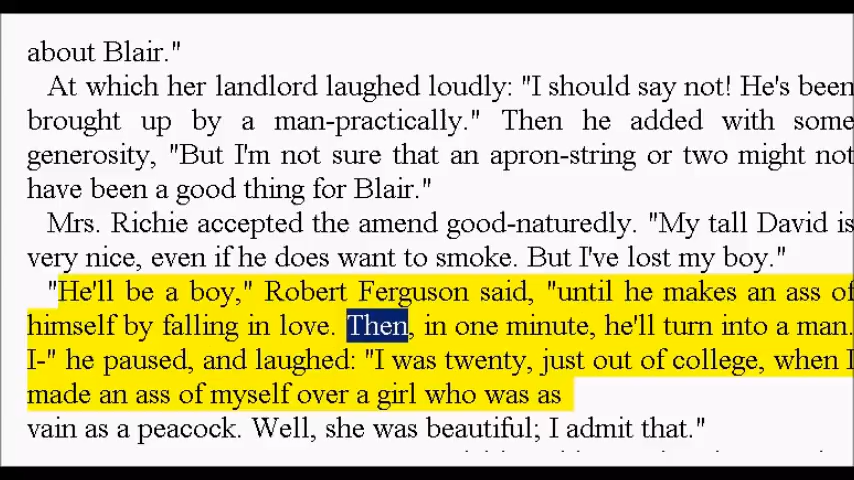 about Blair."
At which her landlord laughed loudly: "I should say not! He's been
brought up by a man-practically." Then he added with some
generosity, "But I'm not sure that an apron-string or two might not
have been a good thing for Blair."
Mrs. Richie accepted the amend good-naturedly. "My tall David is
very nice, even if he does want to smoke. But I've lost my boy."
"He'll be a boy," Robert Ferguson said, "until he makes an ass of
himself by falling in love. Then, in one minute, he'll turn into a man.
I-" he paused, and laughed: "I was twenty, just out of college, when I
made an ass of myself over a girl who was as
vain as a peacock. Well, she was beautiful; I admit that."